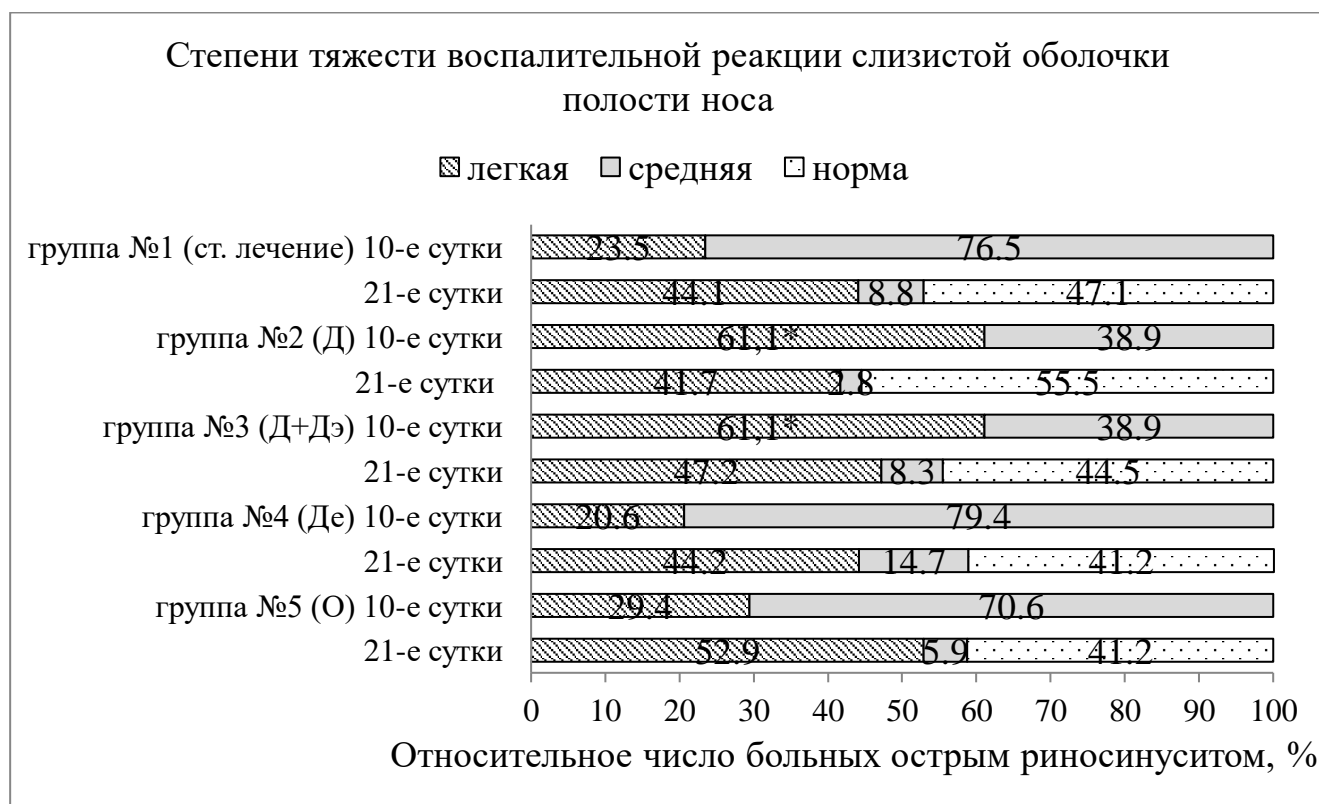 Степени тяжести воспалительной реакции слизистой оболочки
полости носа
легкая средняя норма
группа №1 (ст. лечение) 10-е сутки 23.5 76.5
21-е сутки 44.1 8.8 47.1
группа №2 (Д) 10-е сутки 61,1* 38.9
21-е сутки 41.7 2.8 55.5
группа №3 (Д+Дэ) 10-е сутки 61,1* 38.9
21-е сутки 47.2 8.3 44.5
группа №4 (Де) 10-е сутки 20.6 79.4
21-е сутки 44.2 14.7 41.2
группа №5 (О) 10-е сутки 29.4 70.6
21-е сутки 52.9 5.9 41.2
0 10 20 30 40 50 60 70 80 90 100
Относительное число больных острым риносинуситом, %